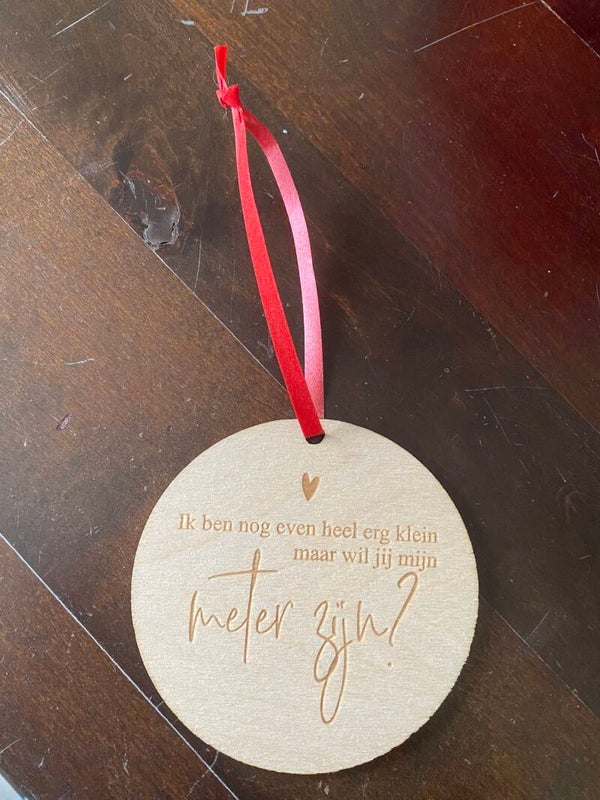 Ik ben nog even heel erg klein
maar wil jij mijn
meter zijn?